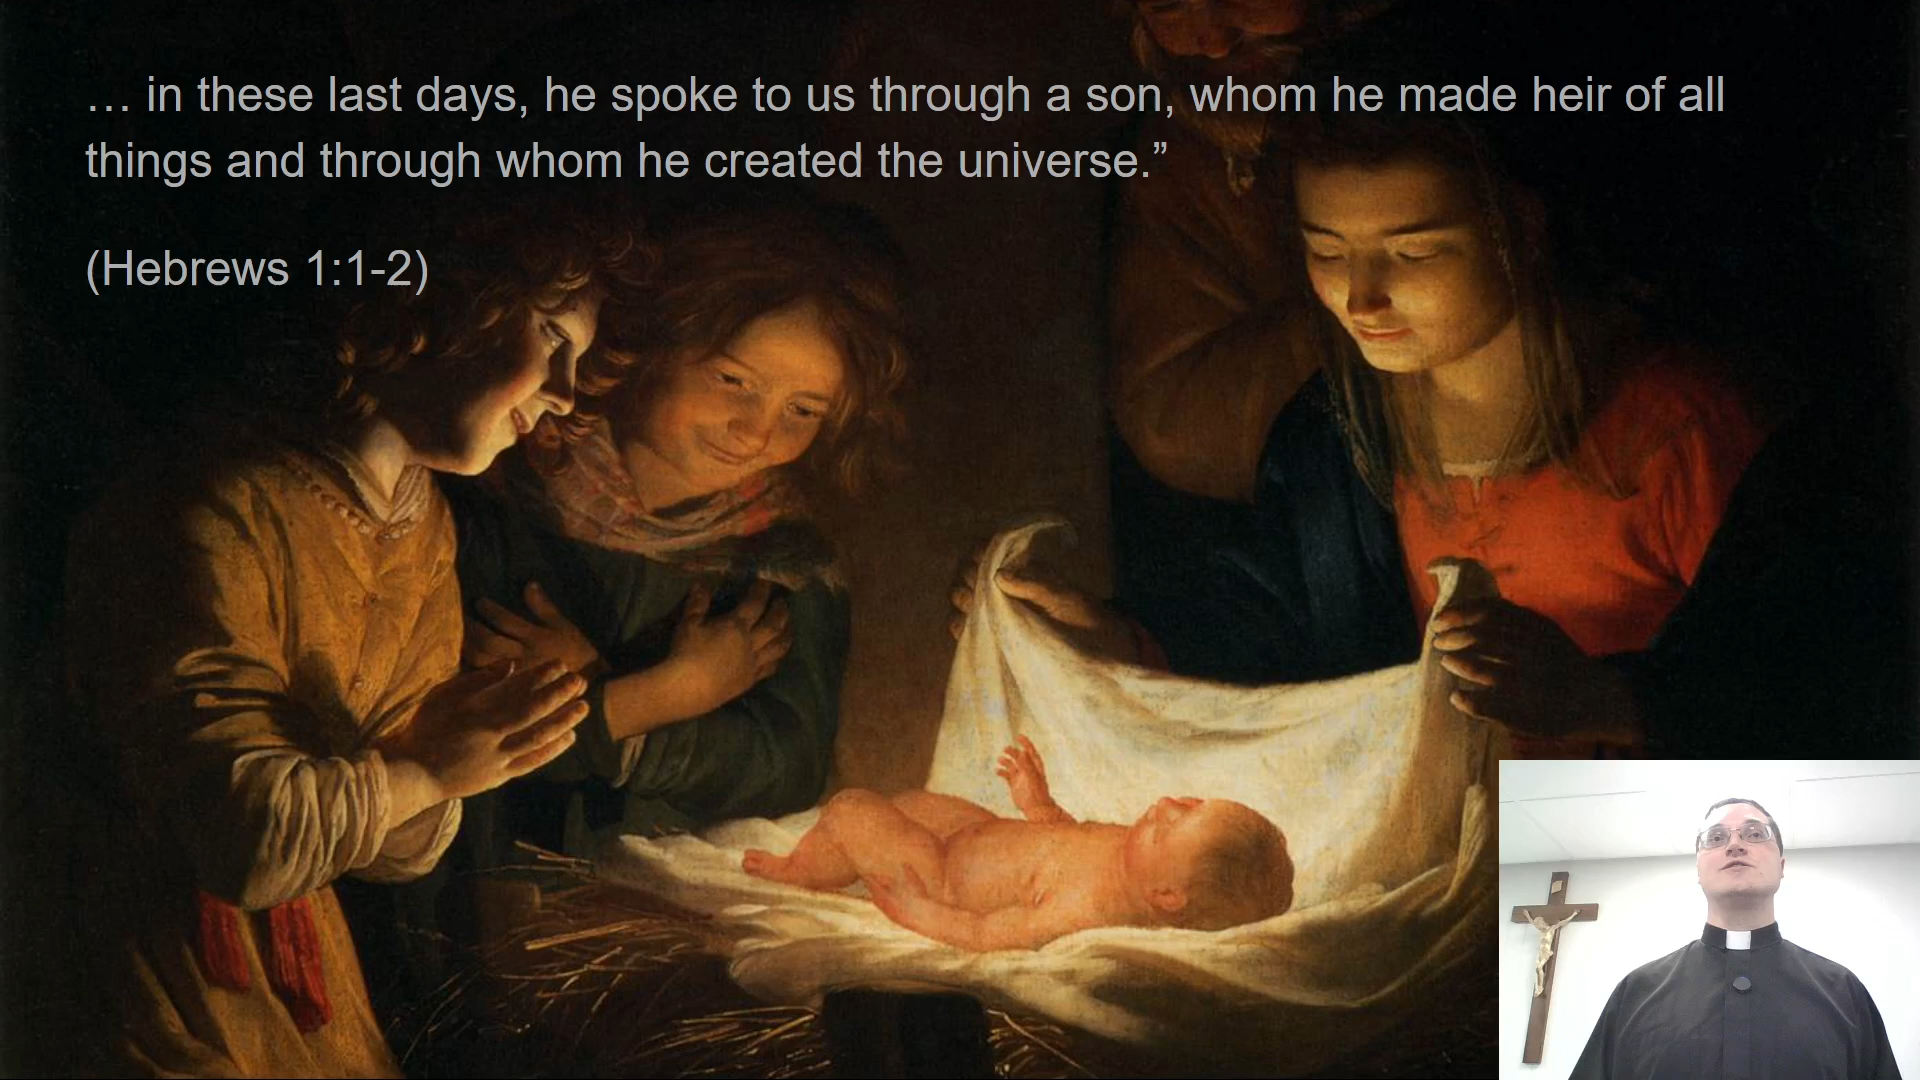 … in these last days, he spoke to us through a son, whom he made heir of all
things and through whom he created the universe.”
(Hebrews 1:1-2)